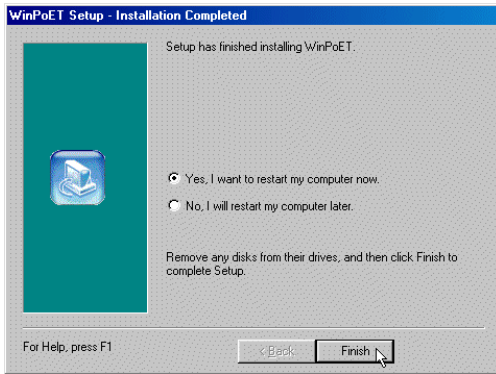 WinPoET Setup - Installation Completed
Setup has finished installing WinPoET.
Yes, I want to restart my computer now.
No, I will restart my computer later.
Remove any disks from their drives, and then click Finish to
complete Setup.
For Help, press F1
< Back
Finish